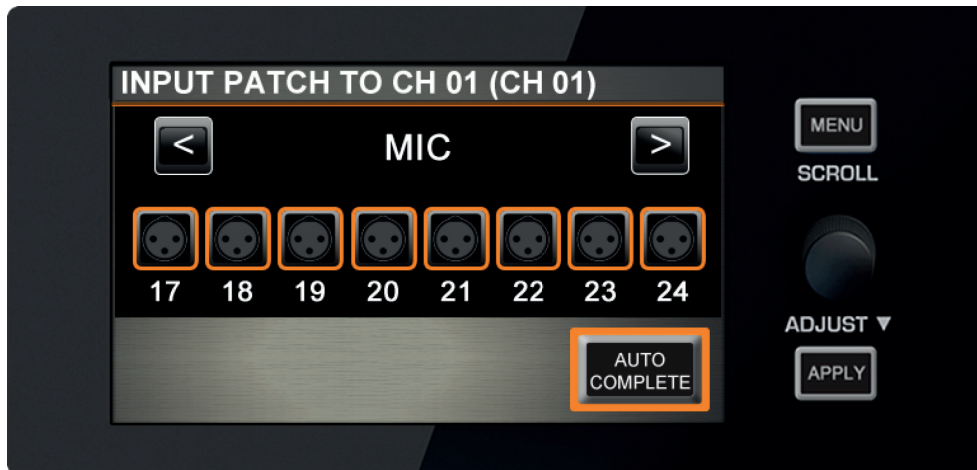 INPUT PATCH TO CH 01 (CH 01)
< MIC >
17 18 19 20 21 22 23 24
AUTO
COMPLETE
MENU
SCROLL
ADJUST ▼
APPLY